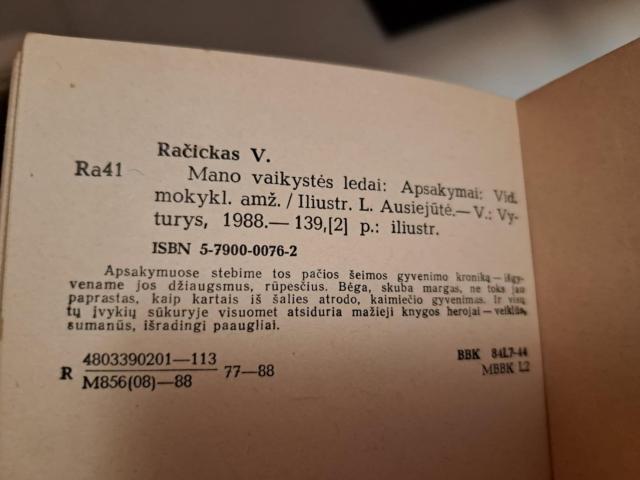 Račickas V.
Ra41 Mano vaikystės ledai: Apsakymai: Vid.
mokykl. amž. / Iliustr. L. Ausiejūtė.— V.: Vy-
turys, 1988.— 139,[2] p.: iliustr.
ISBN 5-7900-0076-2
Apsakymuose stebime tos pačios šeimos gyvenimo kroniką — išgy-
vename jos džiaugsmus, rūpesčius. Bėga, skuba margas, ne toks jau
paprastas, kaip kartais iš šalies atrodo, kaimiečio gyvenimas. Ir visų
tų įvykių sūkuryje visuomet atsiduria mažieji knygos herojai — veiklūs,
sumanūs, išradingi paaugliai.
R 4803390201—113
M856(08)—88 77—88
BBK 84L7-44
MBBK L2